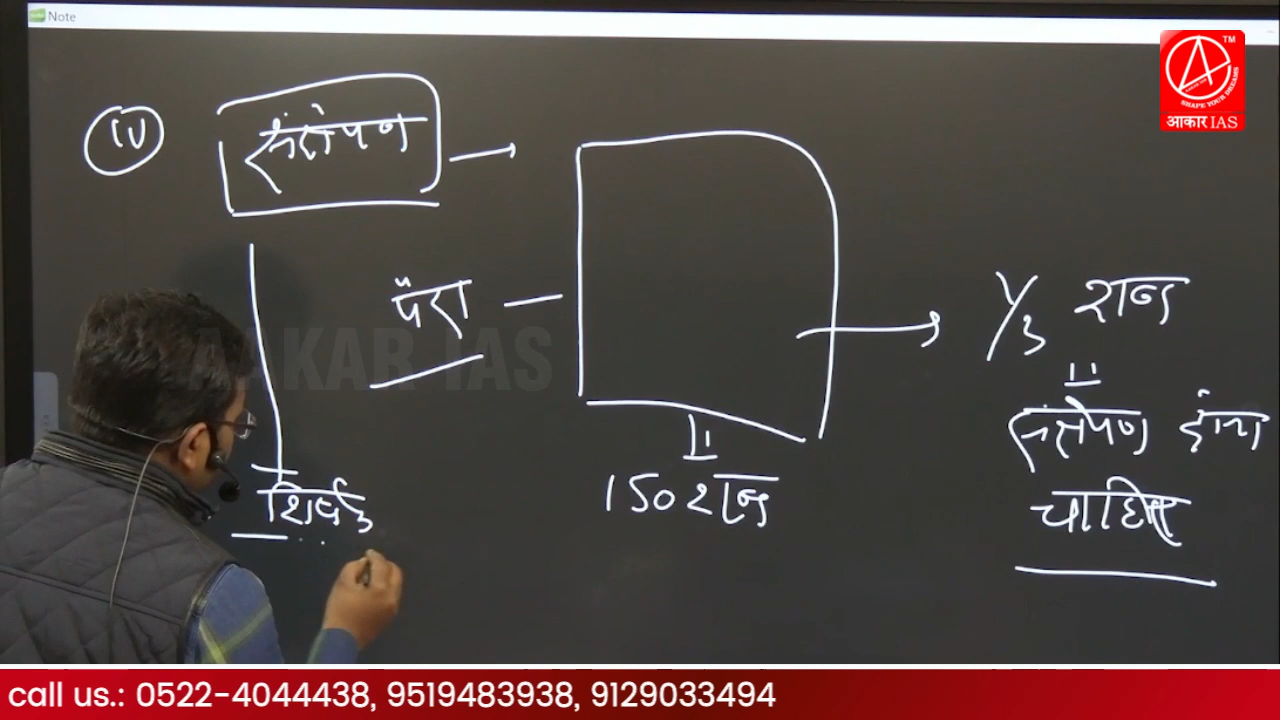 Note
TM
SHAPE YOUR DREAMS
आकार IAS
(iv) संक्षेपण
पैरा
1/3 शब्द
संक्षेपण होना
चाहिए
150 शब्द
शिर्षक
AAKAR IAS
call us.: 0522-4044438, 9519483938, 9129033494